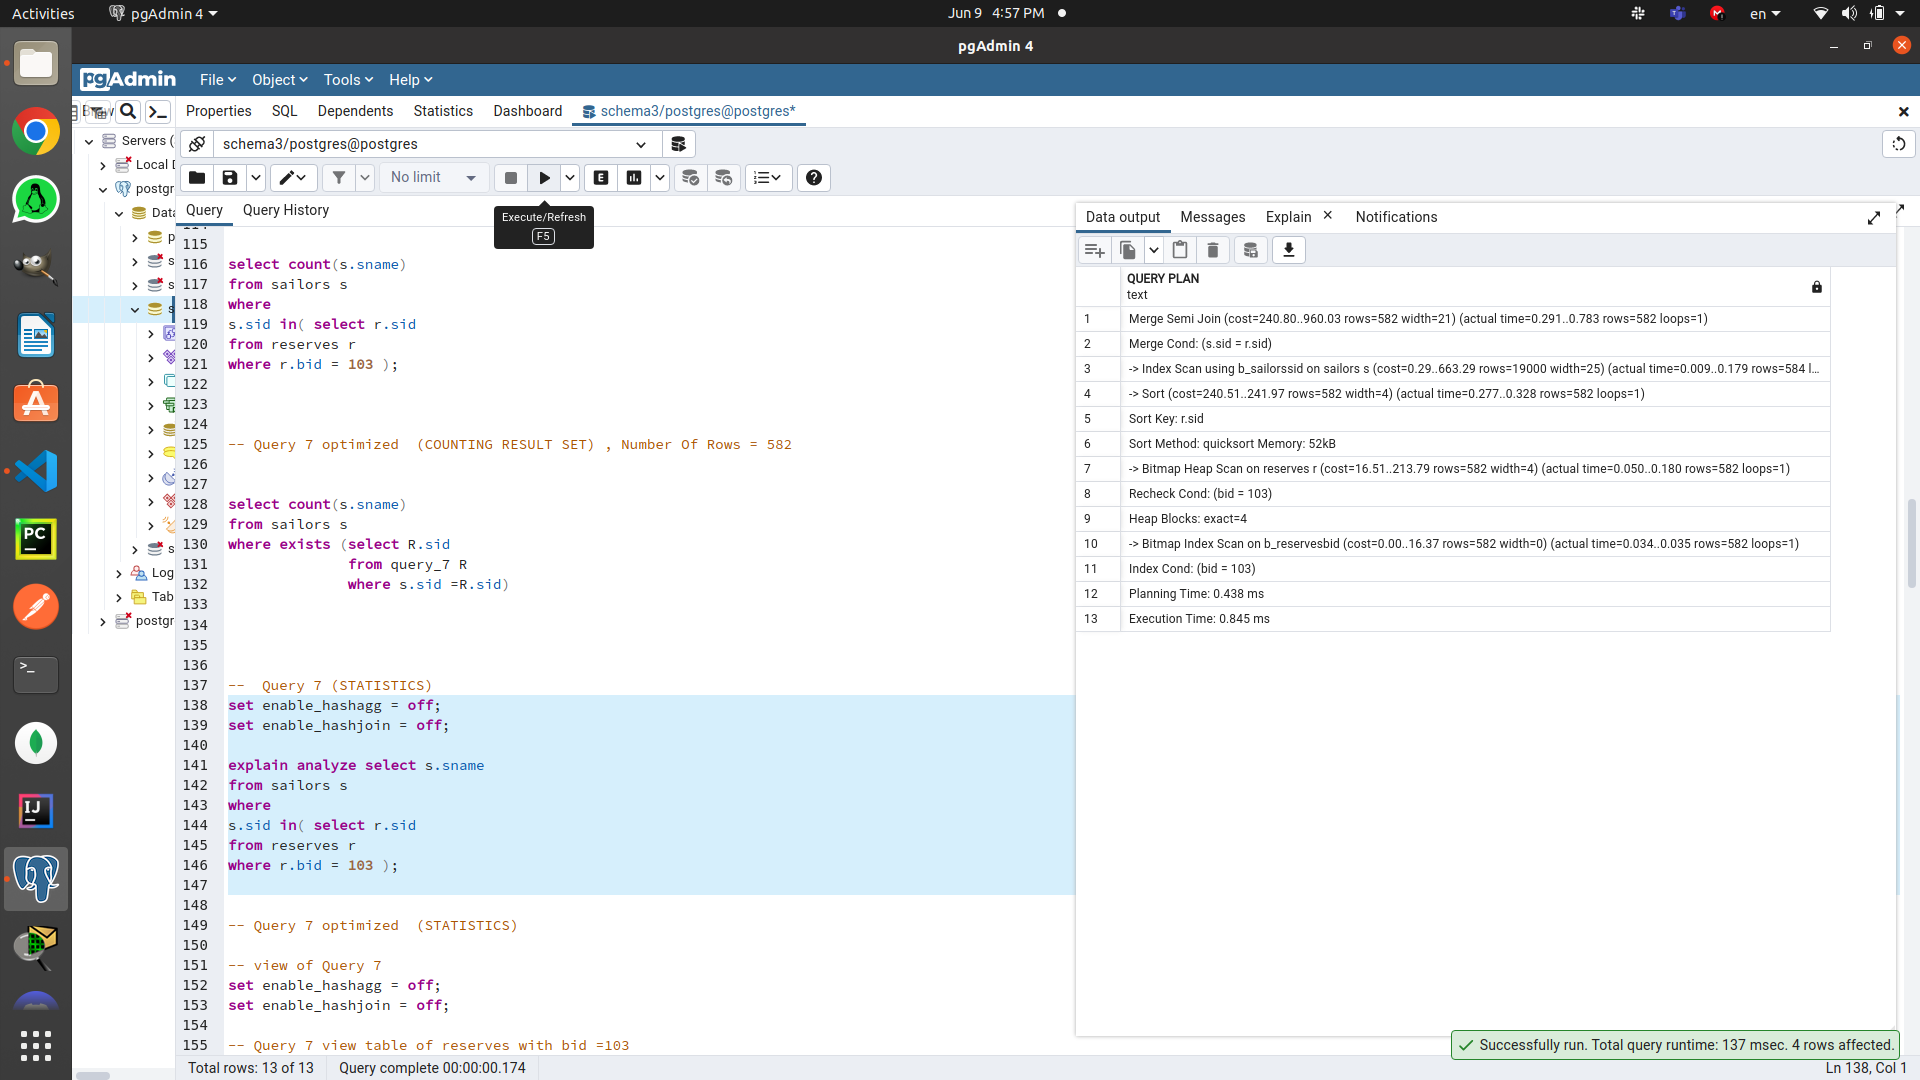 Activities
pgAdmin 4
Jun 9 4:57 PM
en
pgAdmin 4
pgAdmin
File
Object
Tools
Help
Properties
SQL
Dependents
Statistics
Dashboard
schema3/postgres@postgres*
schema3/postgres@postgres
No limit
Servers (
Local D
postgr
Data
p
s
s
s
s
Log
Tab
postgr
Query
Query History
Execute/Refresh
F5
115
116 select count(s.sname)
117 from sailors s
118 where
119 s.sid in( select r.sid
120 from reserves r
121 where r.bid = 103 );
122
123
124
125 -- Query 7 optimized  (COUNTING RESULT SET) , Number Of Rows = 582
126
127
128 select count(s.sname)
129 from sailors s
130 where exists (select R.sid
131               from query_7 R
132               where s.sid =R.sid)
133
134
135
136
137 --  Query 7 (STATISTICS)
138 set enable_hashagg = off;
139 set enable_hashjoin = off;
140
141 explain analyze select s.sname
142 from sailors s
143 where
144 s.sid in( select r.sid
145 from reserves r
146 where r.bid = 103 );
147
148
149 -- Query 7 optimized  (STATISTICS)
150
151 -- view of Query 7
152 set enable_hashagg = off;
153 set enable_hashjoin = off;
154
155 -- Query 7 view table of reserves with bid =103
Data output
Messages
Explain
Notifications
QUERY PLAN
text
1 Merge Semi Join (cost=240.80..960.03 rows=582 width=21) (actual time=0.291..0.783 rows=582 loops=1)
2 Merge Cond: (s.sid = r.sid)
3 -> Index Scan using b_sailorssid on sailors s (cost=0.29..663.29 rows=19000 width=25) (actual time=0.009..0.179 rows=584 l...
4 -> Sort (cost=240.51..241.97 rows=582 width=4) (actual time=0.277..0.328 rows=582 loops=1)
5 Sort Key: r.sid
6 Sort Method: quicksort Memory: 52kB
7 -> Bitmap Heap Scan on reserves r (cost=16.51..213.79 rows=582 width=4) (actual time=0.050..0.180 rows=582 loops=1)
8 Recheck Cond: (bid = 103)
9 Heap Blocks: exact=4
10 -> Bitmap Index Scan on b_reservesbid (cost=0.00..16.37 rows=582 width=0) (actual time=0.034..0.035 rows=582 loops=1)
11 Index Cond: (bid = 103)
12 Planning Time: 0.438 ms
13 Execution Time: 0.845 ms
Successfully run. Total query runtime: 137 msec. 4 rows affected.
Total rows: 13 of 13
Query complete 00:00:00.174
Ln 138, Col 1